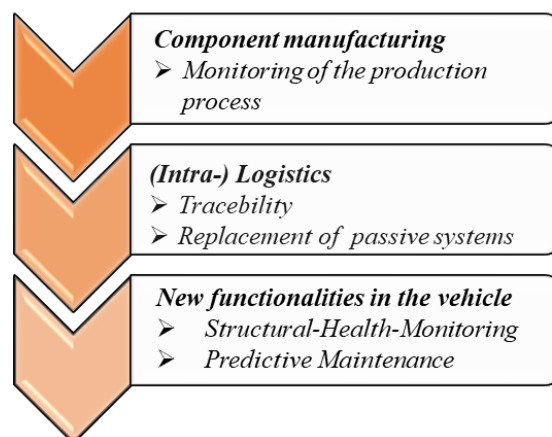 Component manufacturing
➢ Monitoring of the production
process
(Intra-) Logistics
➢ Tracebility
➢ Replacement of passive systems
New functionalities in the vehicle
➢ Structural-Health-Monitoring
➢ Predictive Maintenance